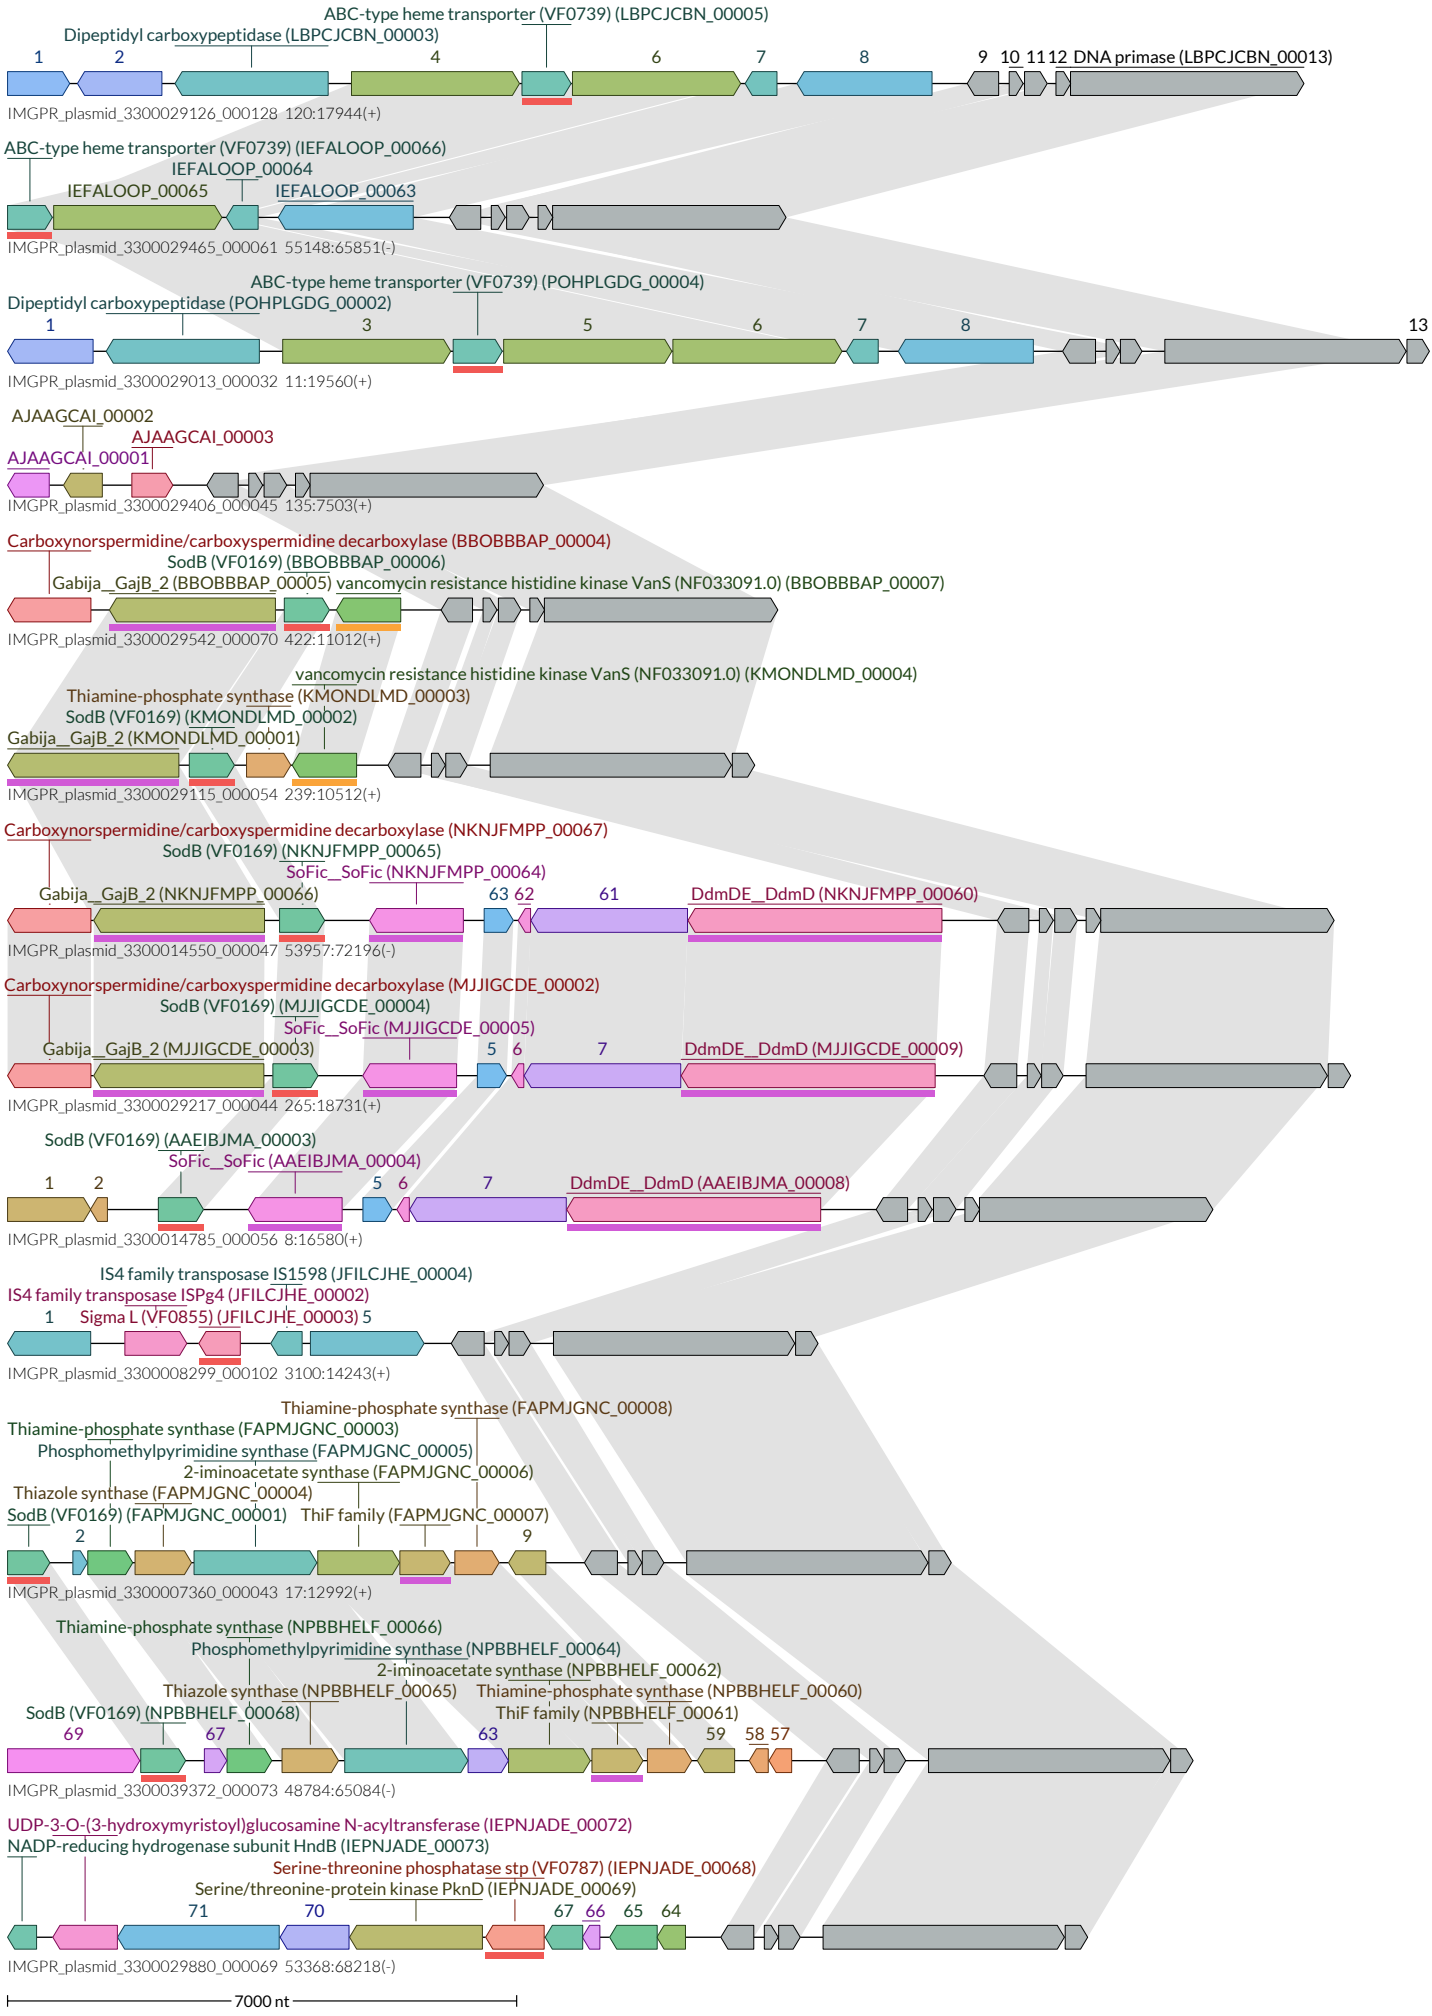 ABC-type heme transporter (VF0739) (LBPCJCBN_00005)
Dipeptidyl carboxypeptidase (LBPCJCBN_00003)
1 2 4 6 7 8 9 10 11 12 DNA primase (LBPCJCBN_00013)
IMGPR_plasmid_3300029126_000128 120:17944(+)
ABC-type heme transporter (VF0739) (IEFALOOP_00066)
IEFALOOP_00064
IEFALOOP_00065 IEFALOOP_00063
IMGPR_plasmid_3300029465_000061 55148:65851(-)
ABC-type heme transporter (VF0739) (POHPLGDG_00004)
Dipeptidyl carboxypeptidase (POHPLGDG_00002)
1 3 5 6 7 8 13
IMGPR_plasmid_3300029013_000032 11:19560(+)
AJAAGCAI_00002
AJAAGCAI_00003
AJAAGCAI_00001
IMGPR_plasmid_3300029406_000045 135:7503(+)
Carboxynorspermidine/carboxyspermidine decarboxylase (BBOBBBAP_00004)
SodB (VF0169) (BBOBBBAP_00006)
Gabija__GajB_2 (BBOBBBAP_00005) vancomycin resistance histidine kinase VanS (NF033091.0) (BBOBBBAP_00007)
IMGPR_plasmid_3300029542_000070 422:11012(+)
vancomycin resistance histidine kinase VanS (NF033091.0) (KMONDLMD_00004)
Thiamine-phosphate synthase (KMONDLMD_00003)
SodB (VF0169) (KMONDLMD_00002)
Gabija__GajB_2 (KMONDLMD_00001)
IMGPR_plasmid_3300029115_000054 239:10512(+)
Carboxynorspermidine/carboxyspermidine decarboxylase (NKNJFMPP_00067)
SodB (VF0169) (NKNJFMPP_00065)
SoFic__SoFic (NKNJFMPP_00064)
Gabija__GajB_2 (NKNJFMPP_00066) 63 62 61 DdmDE__DdmD (NKNJFMPP_00060)
IMGPR_plasmid_3300014550_000047 53957:72196(-)
Carboxynorspermidine/carboxyspermidine decarboxylase (MJJIGCDE_00002)
SodB (VF0169) (MJJIGCDE_00004)
SoFic__SoFic (MJJIGCDE_00005)
Gabija__GajB_2 (MJJIGCDE_00003) 5 6 7 DdmDE__DdmD (MJJIGCDE_00009)
IMGPR_plasmid_3300029217_000044 265:18731(+)
SodB (VF0169) (AAEIBJMA_00003)
SoFic__SoFic (AAEIBJMA_00004)
1 2 5 6 7 DdmDE__DdmD (AAEIBJMA_00008)
IMGPR_plasmid_3300014785_000056 8:16580(+)
IS4 family transposase IS1598 (JFILCJHE_00004)
IS4 family transposase ISPg4 (JFILCJHE_00002)
1 Sigma L (VF0855) (JFILCJHE_00003) 5
IMGPR_plasmid_3300008299_000102 3100:14243(+)
Thiamine-phosphate synthase (FAPMJGNC_00008)
Thiamine-phosphate synthase (FAPMJGNC_00003)
Phosphomethylpyrimidine synthase (FAPMJGNC_00005)
2-iminoacetate synthase (FAPMJGNC_00006)
Thiazole synthase (FAPMJGNC_00004)
SodB (VF0169) (FAPMJGNC_00001) ThiF family (FAPMJGNC_00007)
2 9
IMGPR_plasmid_3300007360_000043 17:12992(+)
Thiamine-phosphate synthase (NPBBHELF_00066)
Phosphomethylpyrimidine synthase (NPBBHELF_00064)
2-iminoacetate synthase (NPBBHELF_00062)
Thiazole synthase (NPBBHELF_00065) Thiamine-phosphate synthase (NPBBHELF_00060)
SodB (VF0169) (NPBBHELF_00068) ThiF family (NPBBHELF_00061)
69 67 63 59 58 57
IMGPR_plasmid_3300039372_000073 48784:65084(-)
UDP-3-O-(3-hydroxymyristoyl)glucosamine N-acyltransferase (IEPNJADE_00072)
NADP-reducing hydrogenase subunit HndB (IEPNJADE_00073)
Serine-threonine phosphatase stp (VF0787) (IEPNJADE_00068)
Serine/threonine-protein kinase PknD (IEPNJADE_00069)
71 70 67 66 65 64
IMGPR_plasmid_3300029880_000069 53368:68218(-)
7000 nt